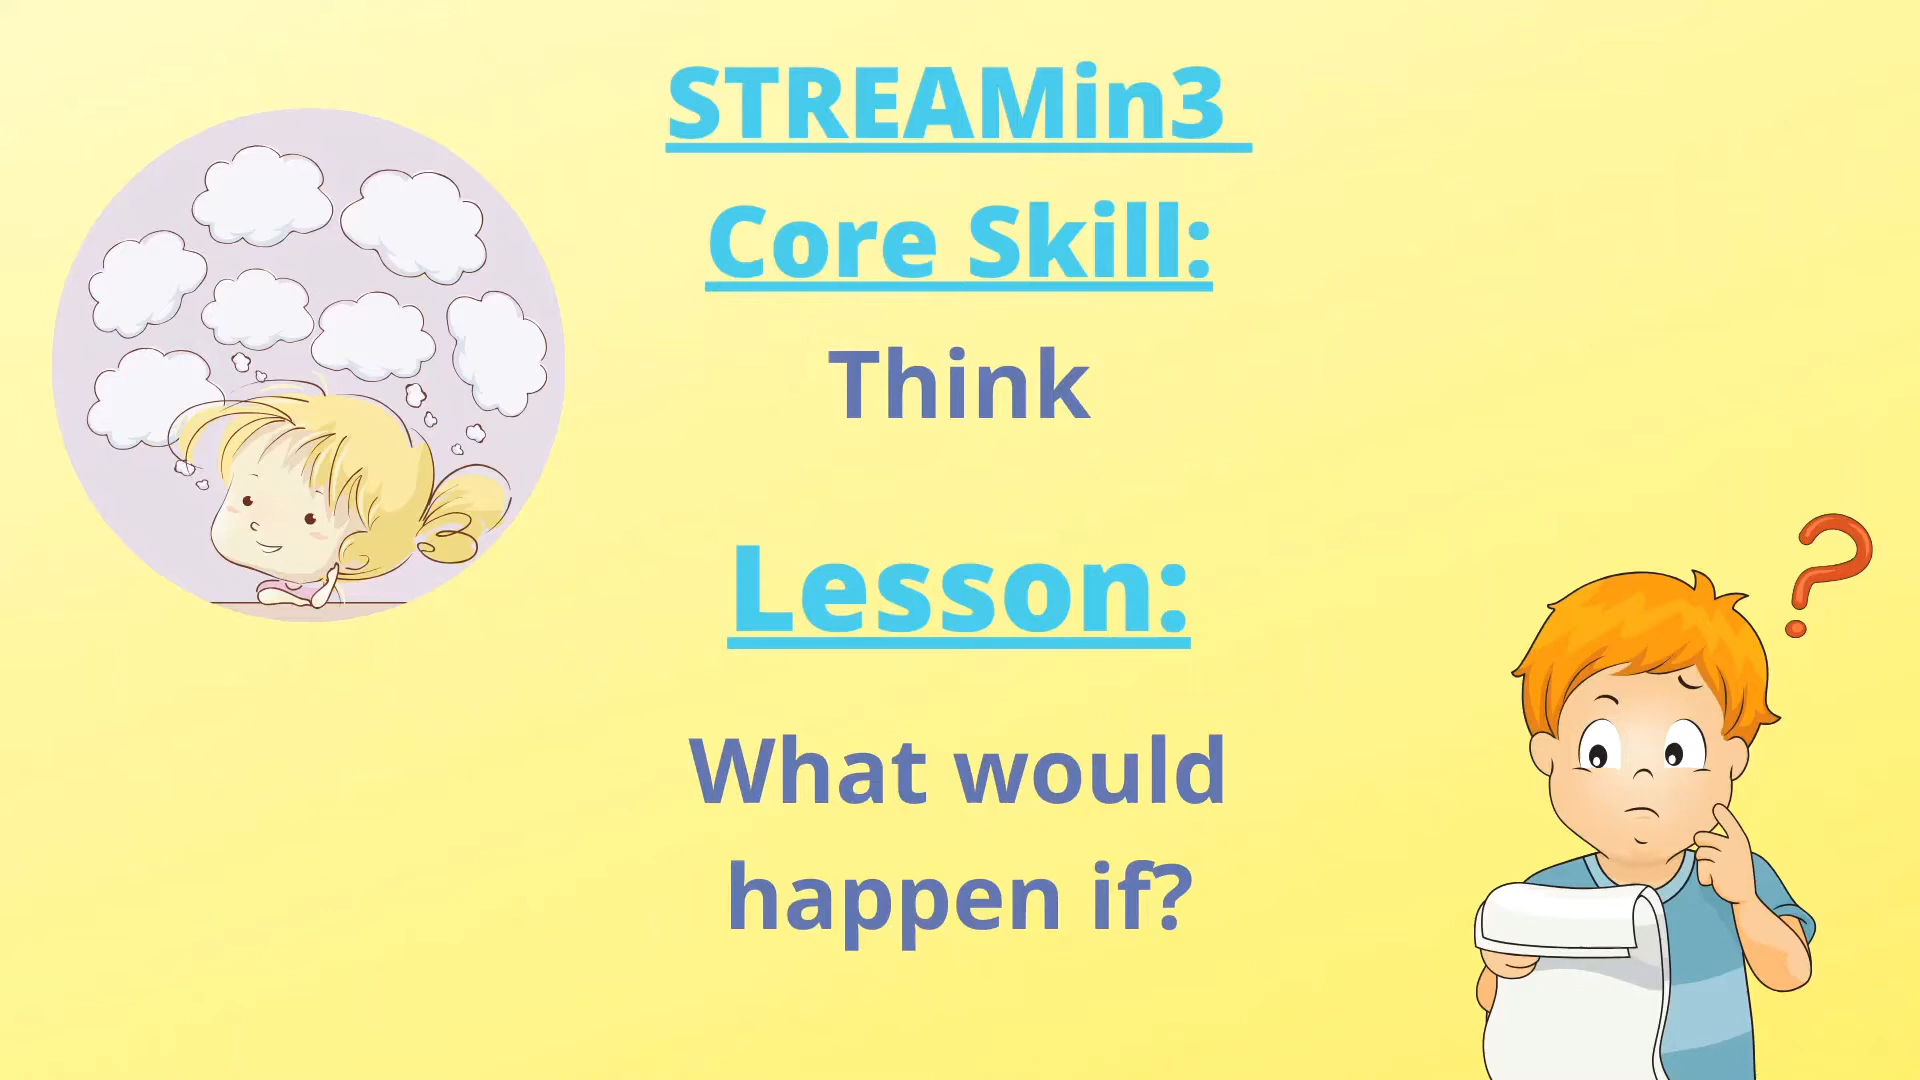 STREAMin3
Core Skill:
Think
Lesson:
What would
happen if?
?